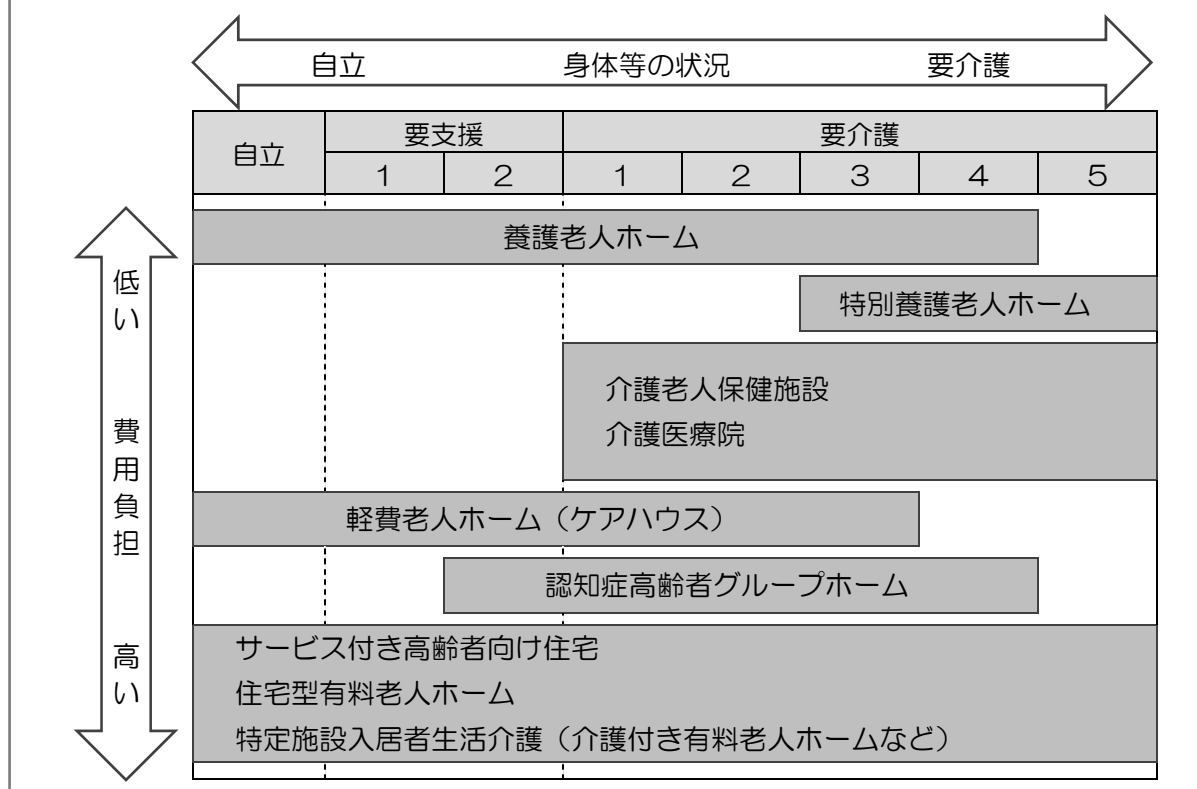 自立 身体等の状況 要介護
自立 要支援 要介護
1 2 1 2 3 4 5
養護老人ホーム
特別養護老人ホーム
介護老人保健施設
介護医療院
軽費老人ホーム（ケアハウス）
認知症高齢者グループホーム
サービス付き高齢者向け住宅
住宅型有料老人ホーム
特定施設入居者生活介護（介護付き有料老人ホームなど）
低い 費用負担 高い